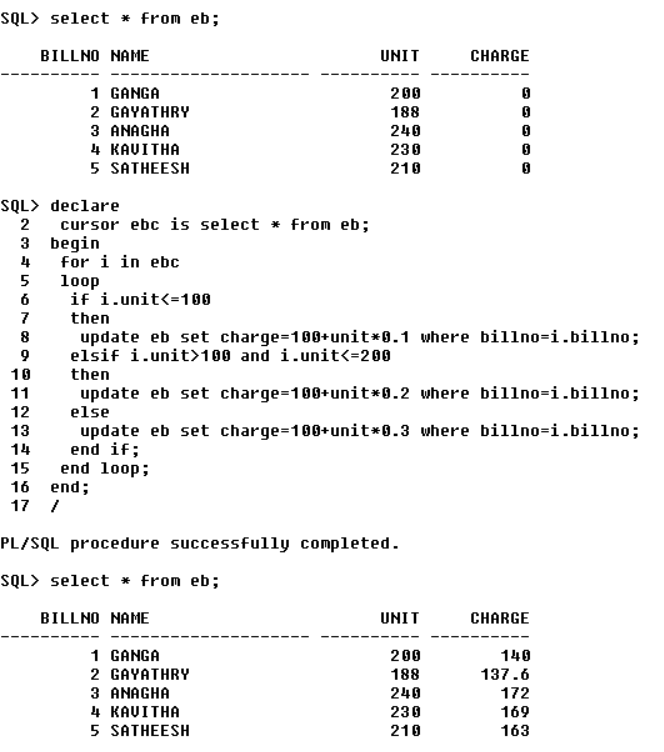 SQL> select * from eb;
    BILLNO NAME                       UNIT     CHARGE
---------- -------------------- ---------- ----------
         1 GANGA                       200          0
         2 GAYATHRY                    188          0
         3 ANAGHA                      240          0
         4 KAVITHA                     230          0
         5 SATHEESH                    210          0
SQL> declare
  2   cursor ebc is select * from eb;
  3  begin
  4   for i in ebc
  5   loop
  6    if i.unit<=100
  7    then
  8     update eb set charge=100+unit*0.1 where billno=i.billno;
  9    elsif i.unit>100 and i.unit<=200
 10    then
 11     update eb set charge=100+unit*0.2 where billno=i.billno;
 12    else
 13     update eb set charge=100+unit*0.3 where billno=i.billno;
 14    end if;
 15   end loop;
 16  end;
 17  /
PL/SQL procedure successfully completed.
SQL> select * from eb;
    BILLNO NAME                       UNIT     CHARGE
---------- -------------------- ---------- ----------
         1 GANGA                       200        140
         2 GAYATHRY                    188      137.6
         3 ANAGHA                      240        172
         4 KAVITHA                     230        169
         5 SATHEESH                    210        163